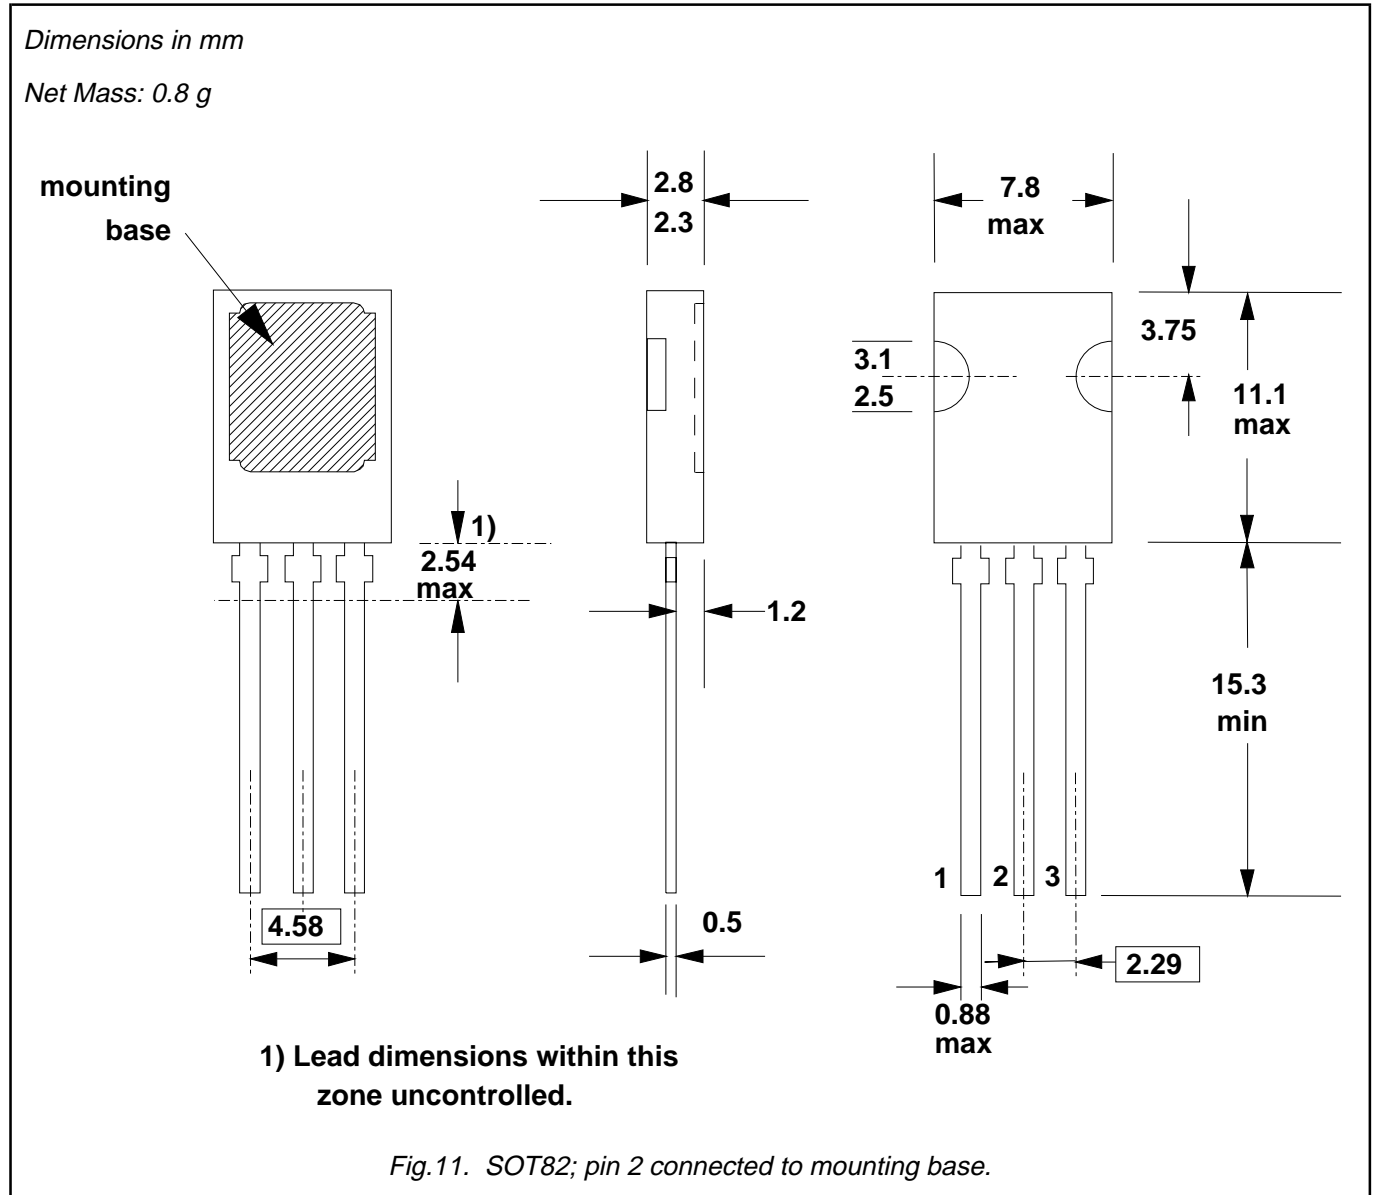 Dimensions in mm
Net Mass: 0.8 g
mounting
base
2.8
2.3
7.8
max
3.75
3.1
2.5
11.1
max
1)
2.54
max
1.2
15.3
min
1 2 3
4.58
0.5
2.29
0.88
max
1) Lead dimensions within this
zone uncontrolled.
Fig.11. SOT82; pin 2 connected to mounting base.